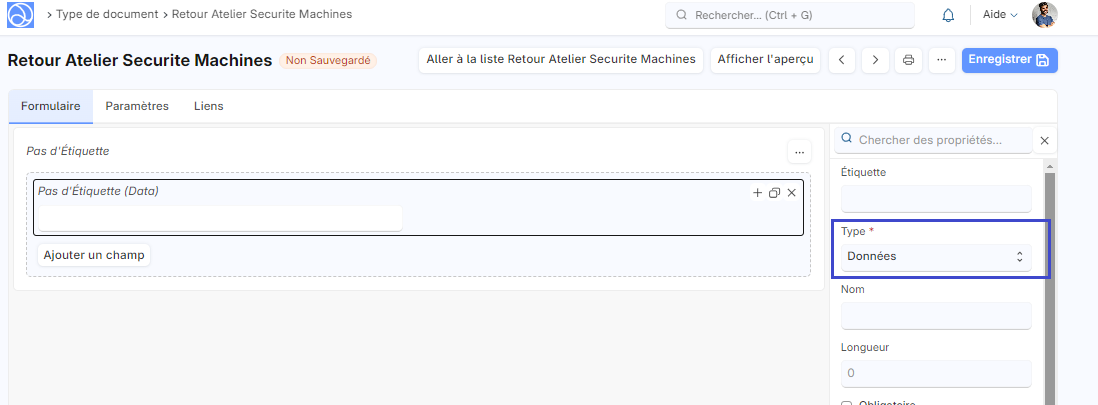 Type de document Retour Atelier Securite Machines
Rechercher... (Ctrl + G)
Aide
Retour Atelier Securite Machines
Non Sauvegardé
Aller à la liste Retour Atelier Securite Machines
Afficher l'aperçu
...
Enregistrer
Formulaire
Paramètres
Liens
Pas d'Étiquette
...
Pas d'Étiquette (Data)
Ajouter un champ
Chercher des propriétés...
Étiquette
Type *
Données
Nom
Longueur
0
Obligatoire